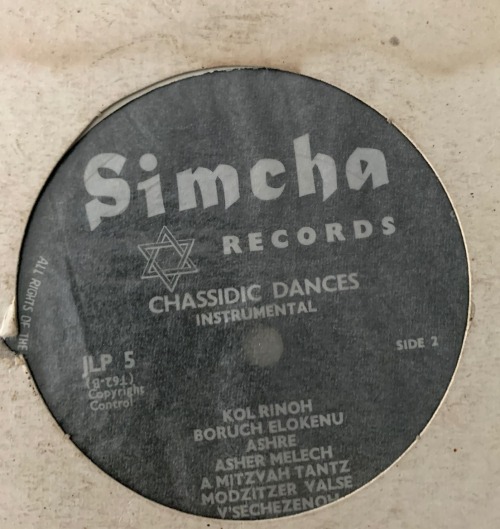 Simcha
RECORDS
CHASSIDIC DANCES
INSTRUMENTAL
SIDE 2
JLP 5
Copyright
Control
KOL RINOH
BORUCH ELOKENU
ASHRE
ASHER MELECH
A MITZVAH TANTZ
MODZITZER VALSE
V'SECHEZENOH
ALL RIGHTS OF THE